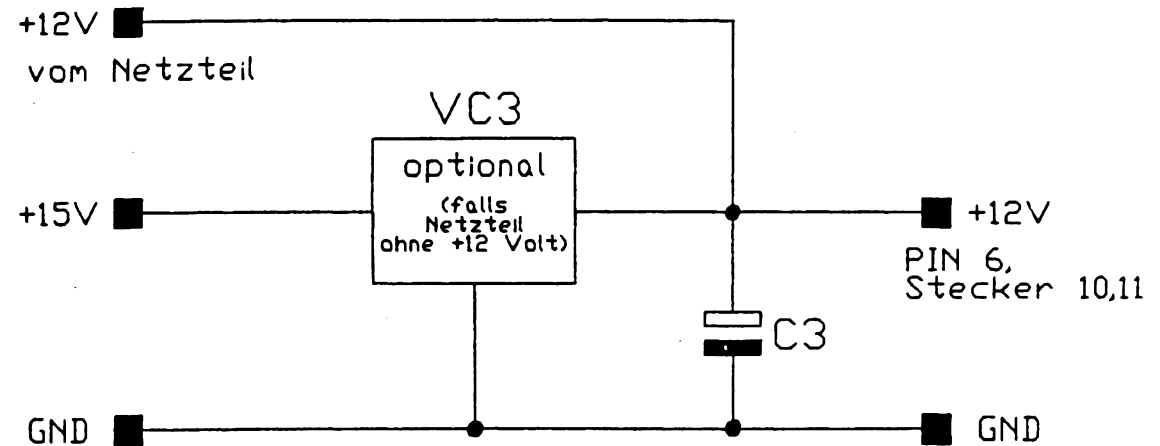 +12V
vom Netzteil
VC3
optional
(falls
Netzteil
ohne +12 Volt)
+15V
+12V
PIN 6,
Stecker 10,11
C3
GND
GND